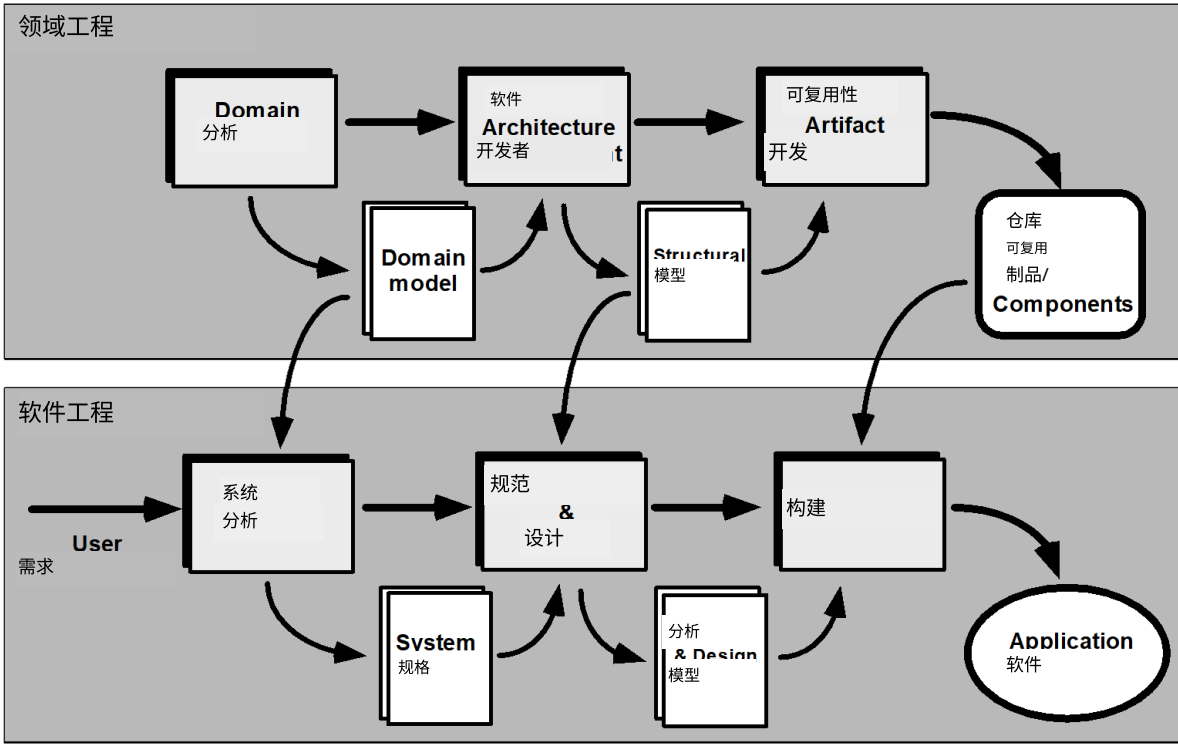 领域工程
Domain
分析
软件
Architecture
开发者
t
可复用性
Artifact
开发
Domain
model
Structural
模型
仓库
可复用
制品/
Components
软件工程
User
需求
系统
分析
规范
&
设计
构建
System
规格
分析
& Design
模型
Application
软件